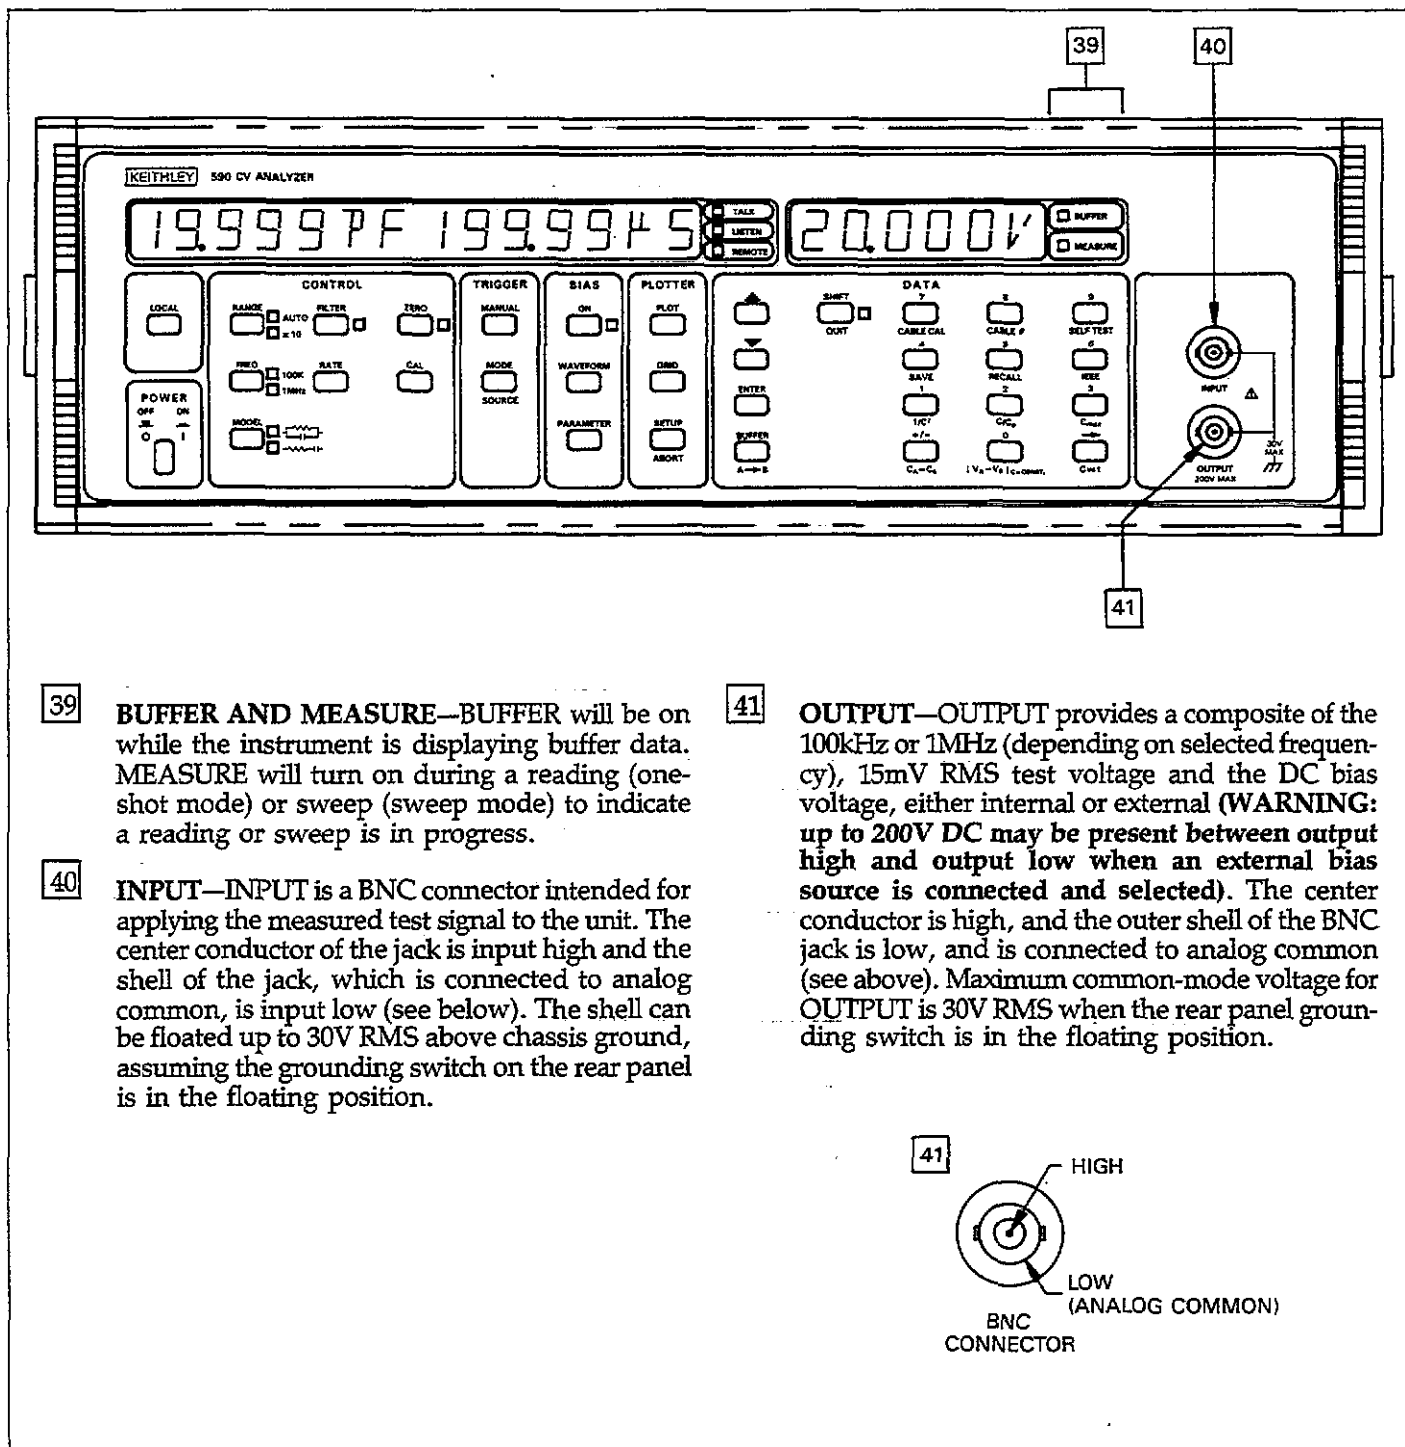 39
40
KEITHLEY 590 CV ANALYZER
19.999PF 199.99µS
TALK
LISTEN
REMOTE
20.000V
BUFFER
MEASURE
LOCAL
POWER
OFF ON
O I
CONTROL
RANGE AUTO FILTER ZERO
x10
FREQ 100K RATE CAL
1MHz
MODEL
TRIGGER
MANUAL
MODE
SOURCE
BIAS
ON
WAVEFORM
PARAMETER
PLOTTER
PLOT
GRID
SETUP
ABORT
DATA
SHIFT 7 8 9
QUIT CABLE CAL CABLE # SELF TEST
4 5 6
SAVE RECALL IEEE
ENTER 1 2 3
1/C² C/Co Cmax
BUFFER +/- 0
A→B CA–CB [VA–VB]C=CONST. CvsT
INPUT
OUTPUT
200V MAX
30V
MAX
41
39 BUFFER AND MEASURE—BUFFER will be on
while the instrument is displaying buffer data.
MEASURE will turn on during a reading (one-
shot mode) or sweep (sweep mode) to indicate
a reading or sweep is in progress.
40 INPUT—INPUT is a BNC connector intended for
applying the measured test signal to the unit. The
center conductor of the jack is input high and the
shell of the jack, which is connected to analog
common, is input low (see below). The shell can
be floated up to 30V RMS above chassis ground,
assuming the grounding switch on the rear panel
is in the floating position.
41 OUTPUT—OUTPUT provides a composite of the
100kHz or 1MHz (depending on selected frequen-
cy), 15mV RMS test voltage and the DC bias
voltage, either internal or external (WARNING:
up to 200V DC may be present between output
high and output low when an external bias
source is connected and selected). The center
conductor is high, and the outer shell of the BNC
jack is low, and is connected to analog common
(see above). Maximum common-mode voltage for
OUTPUT is 30V RMS when the rear panel groun-
ding switch is in the floating position.
41
HIGH
LOW
(ANALOG COMMON)
BNC
CONNECTOR